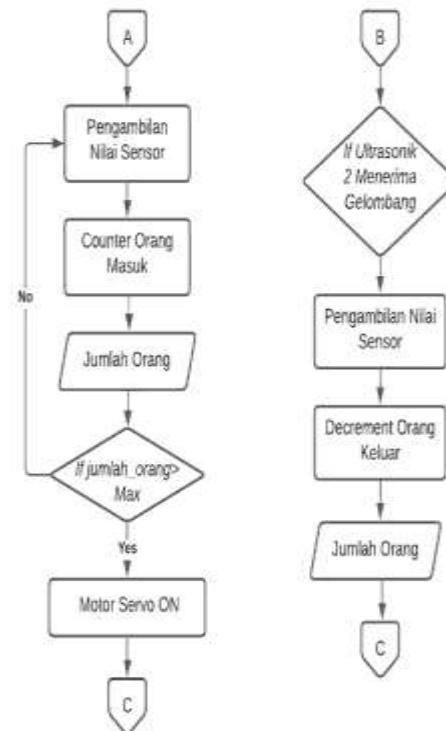 A
Pengambilan
Nilai Sensor
Counter Orang
Masuk
No
Jumlah Orang
If jumlah_orang>
Max
Yes
Motor Servo ON
C
B
If Ultrasonik
2 Menerima
Gelombang
Pengambilan Nilai
Sensor
Decrement Orang
Keluar
Jumlah Orang
C